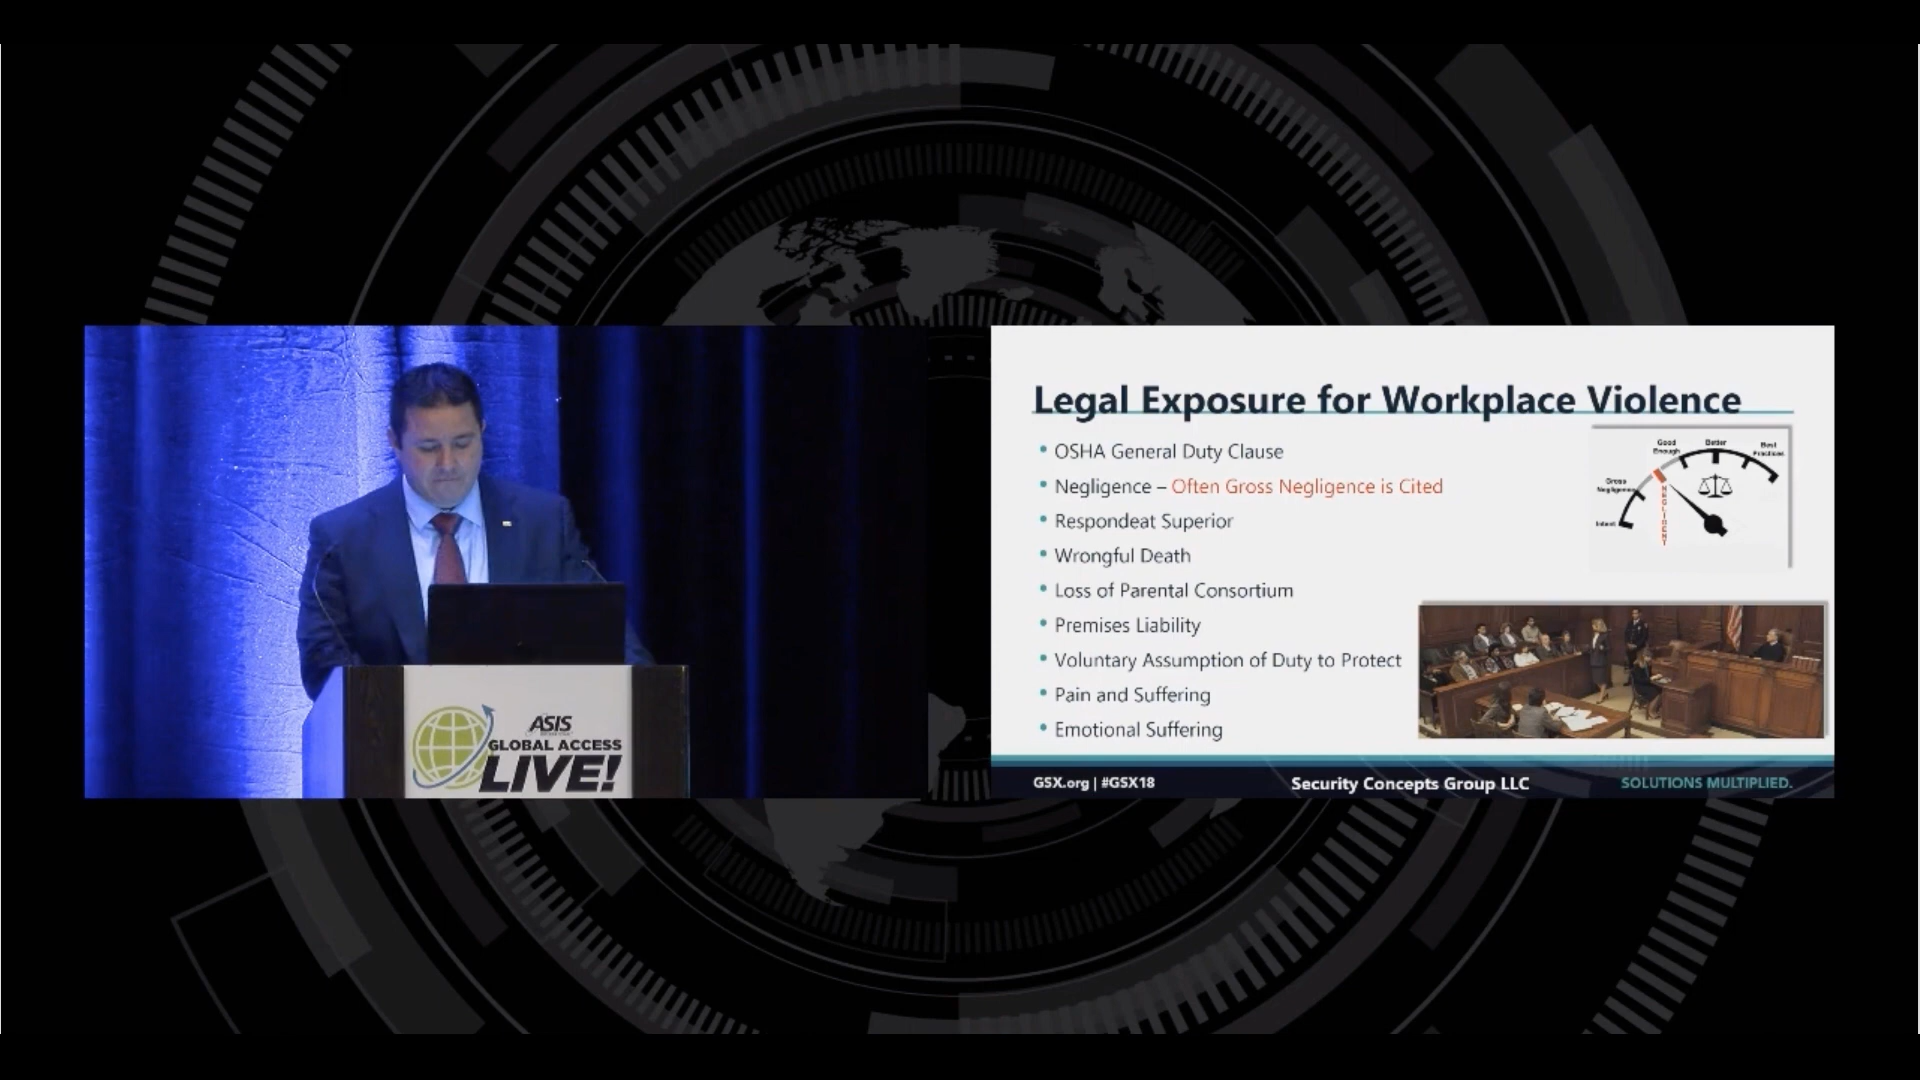 Legal Exposure for Workplace Violence
• OSHA General Duty Clause
• Negligence – Often Gross Negligence is Cited
• Respondeat Superior
• Wrongful Death
• Loss of Parental Consortium
• Premises Liability
• Voluntary Assumption of Duty to Protect
• Pain and Suffering
• Emotional Suffering
Intent
Gross
Negligence
NEGLIGENT
Good
Enough
Better
Best
Practices
GSX.org | #GSX18
Security Concepts Group LLC
SOLUTIONS MULTIPLIED.
ASIS
GLOBAL ACCESS
LIVE!